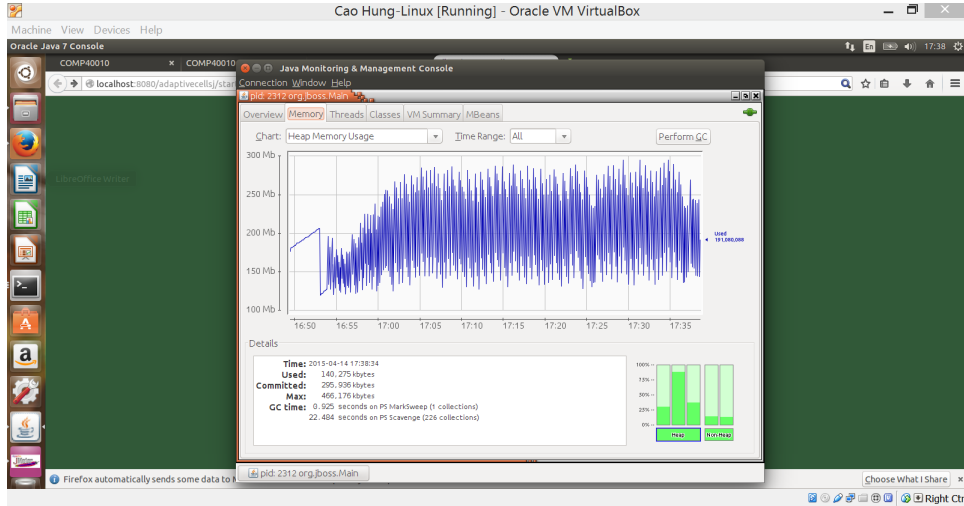 Cao Hung-Linux [Running] - Oracle VM VirtualBox
Machine View Devices Help
Oracle Java 7 Console
En
17:38
COMP40010 × COMP40010
Java Monitoring & Management Console
localhost:8080/adaptivecellsj/star
Connection Window Help
pid: 2312 org.jboss.Main
Overview Memory Threads Classes VM Summary MBeans
Chart: Heap Memory Usage Time Range: All Perform GC
300 Mb
250 Mb
200 Mb
150 Mb
100 Mb
Used
191,080,088
16:50 16:55 17:00 17:05 17:10 17:15 17:20 17:25 17:30 17:35
LibreOffice Writer
Details
Time: 2015-04-14 17:38:34
Used: 140,275 kbytes
Committed: 295,936 kbytes
Max: 466,176 kbytes
GC time: 0.925 seconds on PS MarkSweep (1 collections)
22.484 seconds on PS Scavenge (226 collections)
100% --
75% --
50% --
25% --
0% --
Heap Non-Heap
pid: 2312 org.jboss.Main
Firefox automatically sends some data to
Choose What I Share ×
Right Ctr